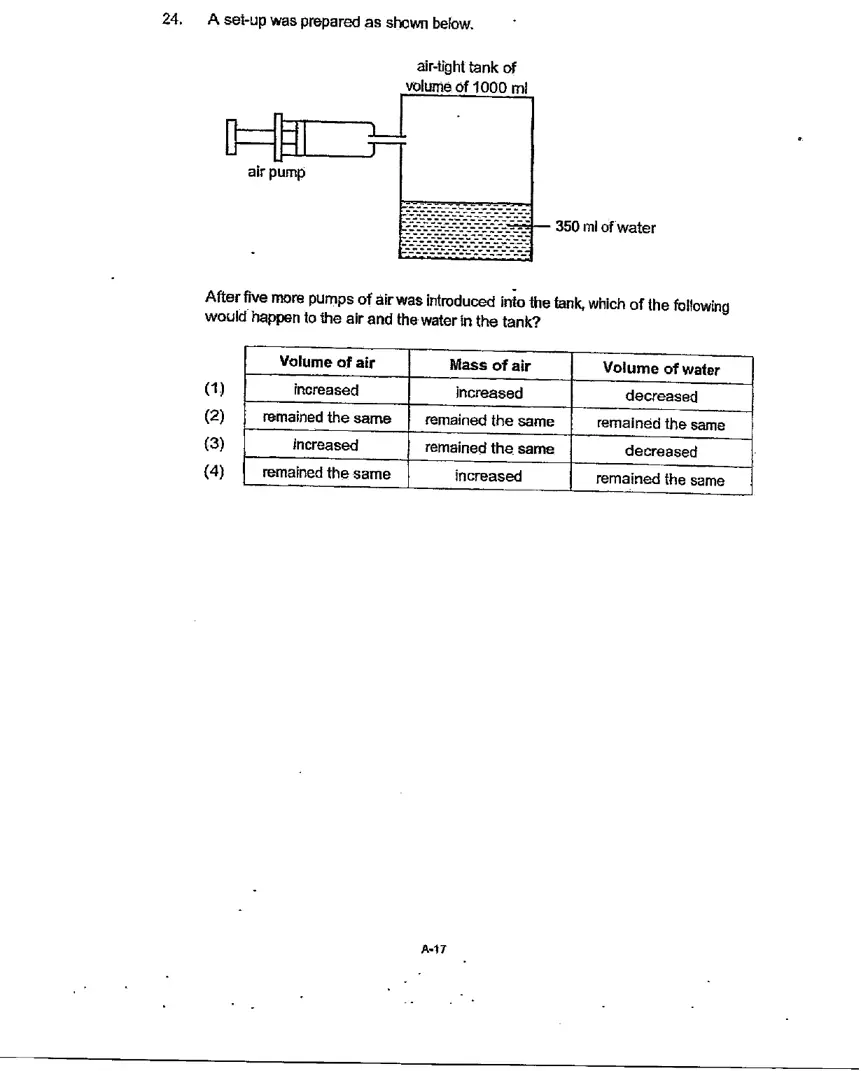 24. A set-up was prepared as shown below.
air-tight tank of
volume of 1000 ml
air pump
350 ml of water
After five more pumps of air was introduced into the tank, which of the following
would happen to the air and the water in the tank?
Volume of air Mass of air Volume of water
(1) increased increased decreased
(2) remained the same remained the same remained the same
(3) increased remained the same decreased
(4) remained the same increased remained the same
A-17